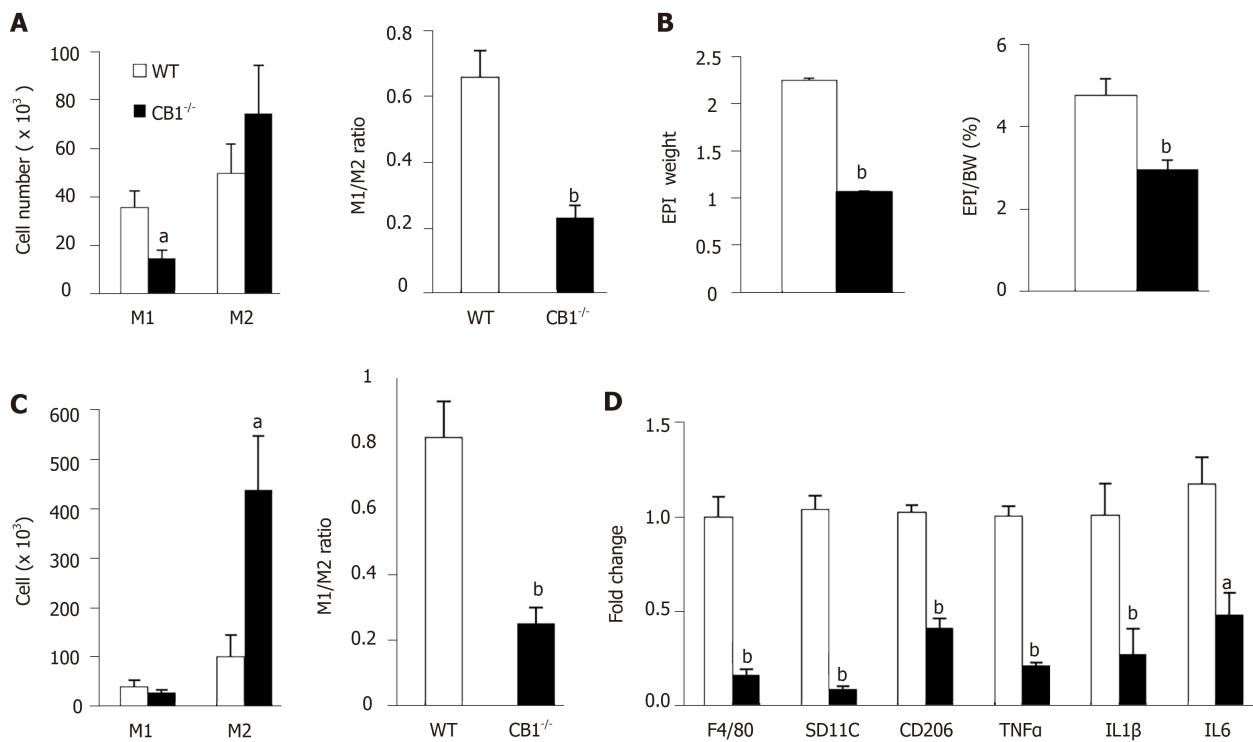 A
Cell number ( x 10³)
100
80
60
40
20
0
WT
CB1⁻/⁻
a
M1
M2
M1/M2 ratio
0.8
0.6
0.4
0.2
0
b
WT
CB1⁻/⁻
B
EPI weight
2.5
2
1.5
1
0.5
0
b
EPI/BW (%)
6
4
2
0
b
C
Cell (x 10³)
600
500
400
300
200
100
0
a
M1
M2
M1/M2 ratio
1
0.8
0.6
0.4
0.2
0
b
WT
CB1⁻/⁻
D
Fold change
1.5
1.0
0.5
0.0
b
b
b
b
b
a
F4/80
SD11C
CD206
TNFα
IL1β
IL6